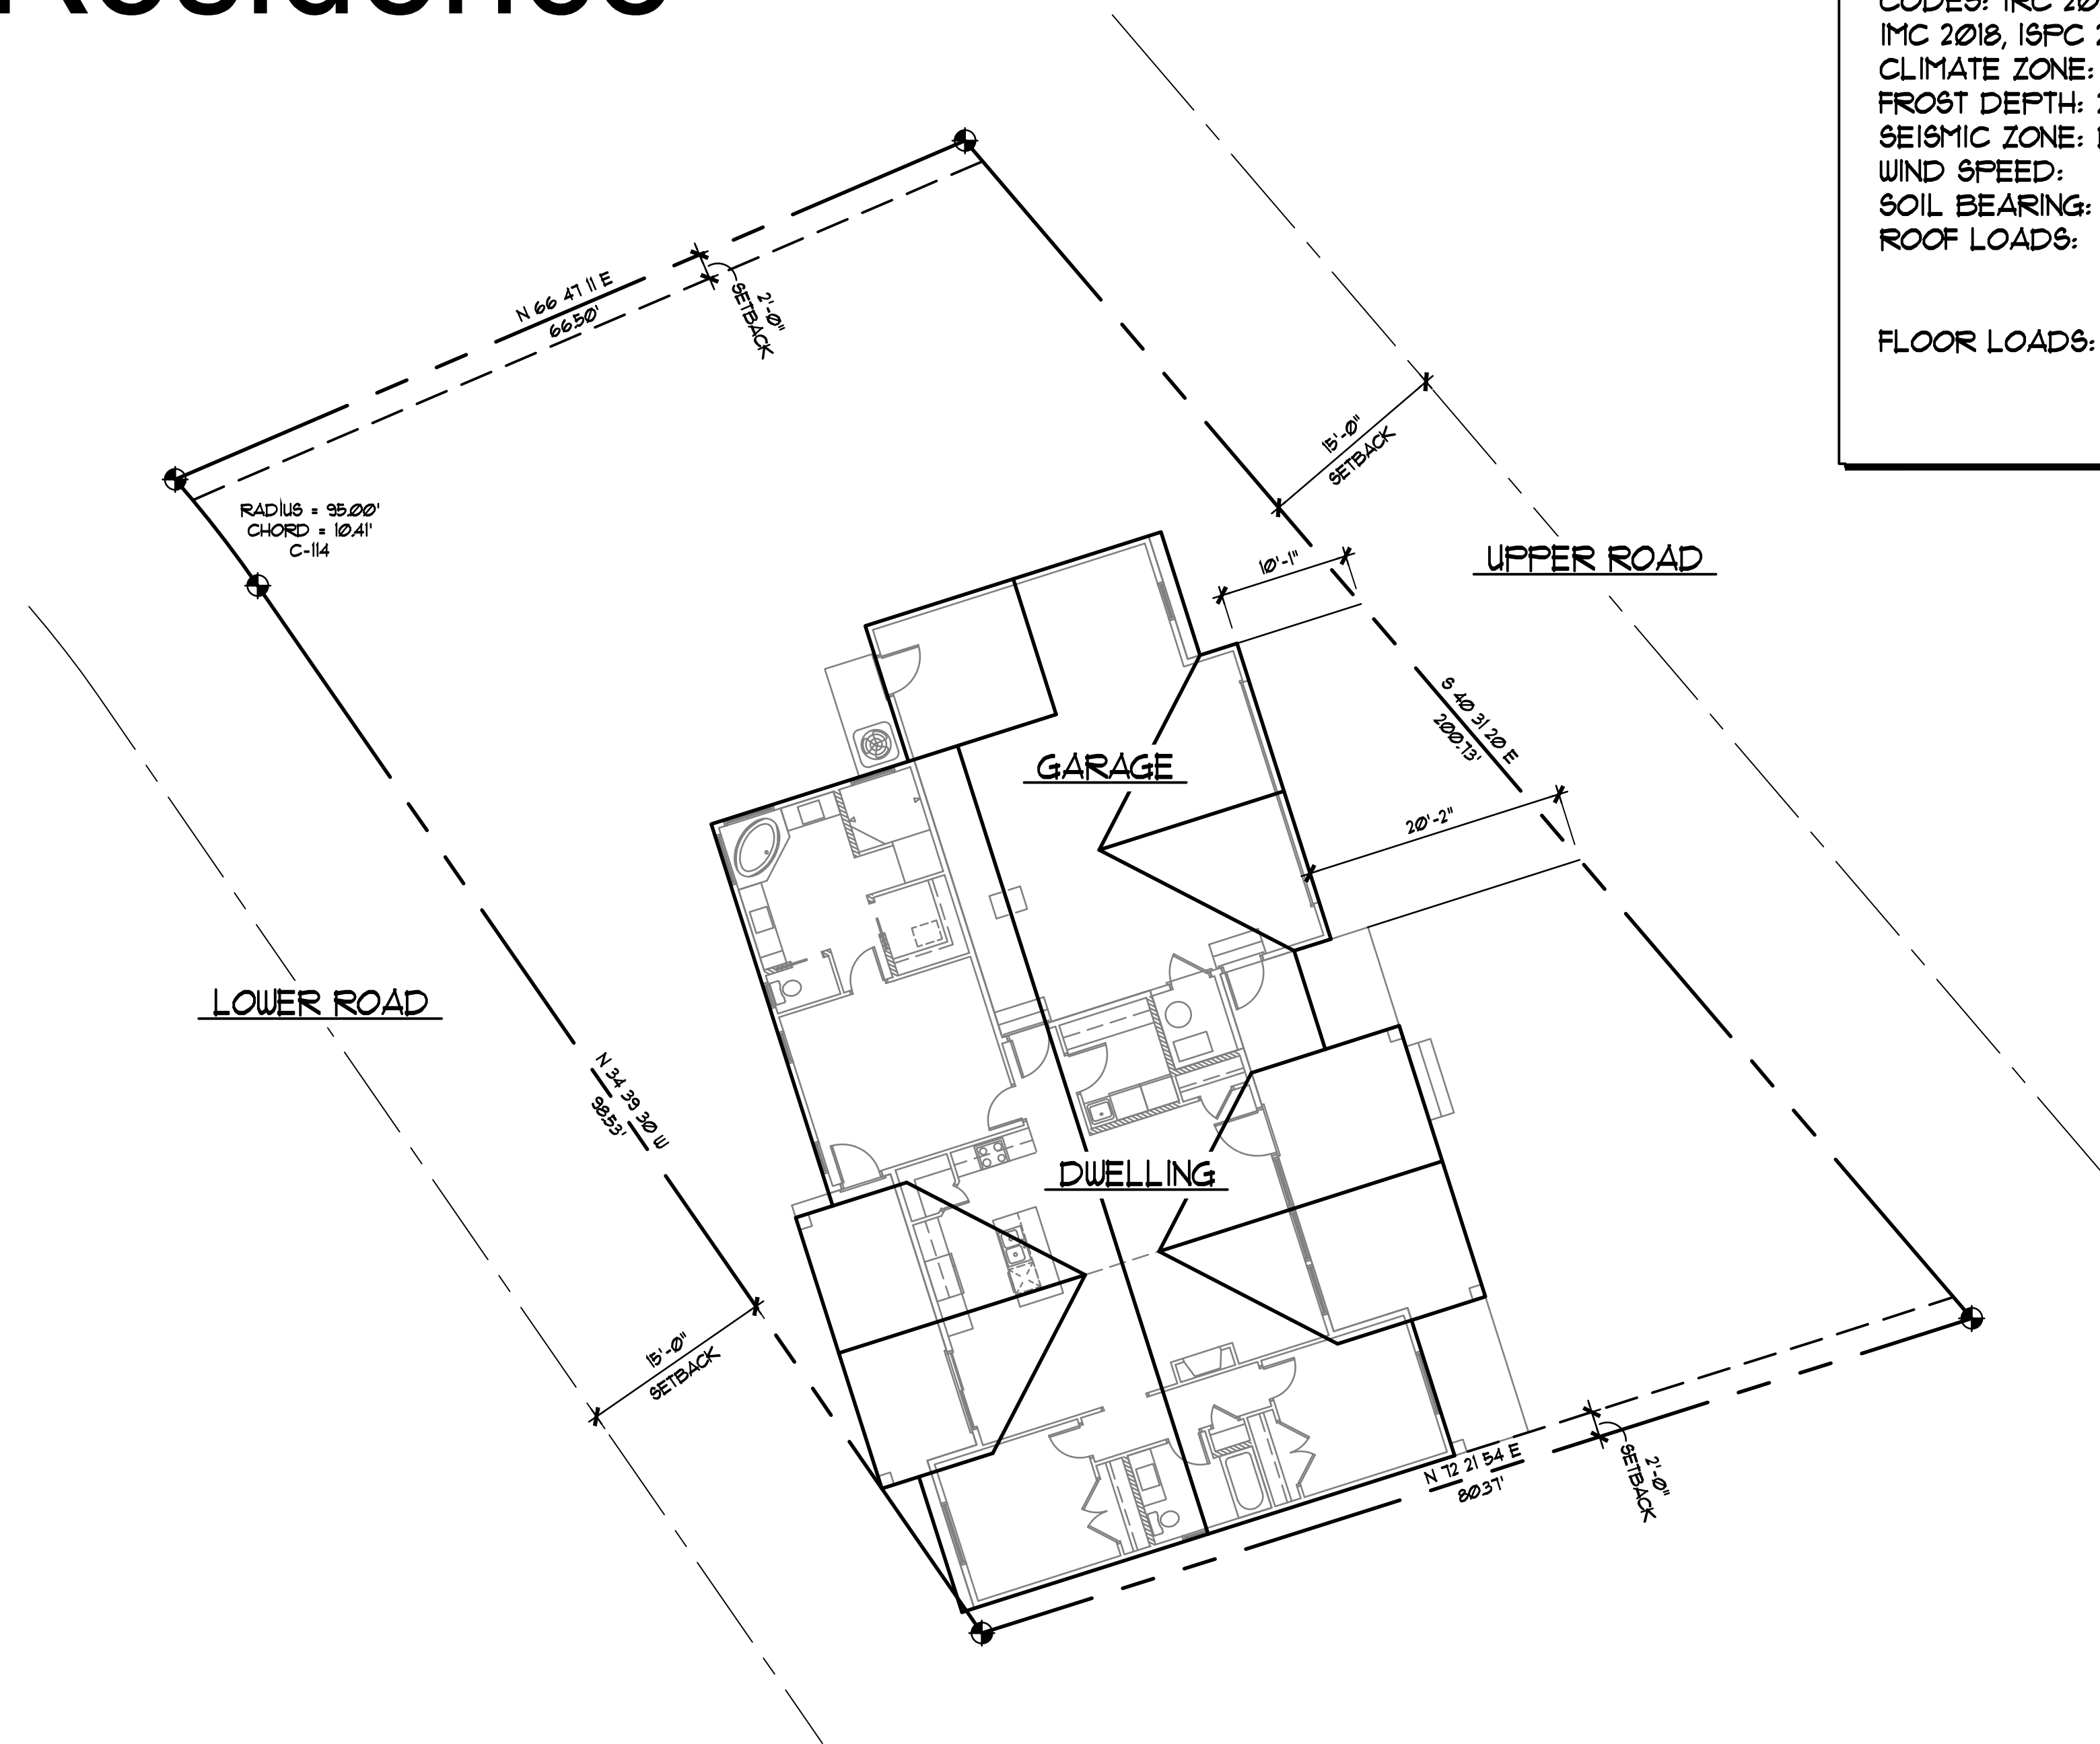 Residence
CODES: IRC 20
IMC 2018, ISPC 2
CLIMATE ZONE:
FROST DEPTH:
SEISMIC ZONE:
WIND SPEED:
SOIL BEARING:
ROOF LOADS:
FLOOR LOADS:
N 66 47 11 E
66.50'
2'-0"
SETBACK
RADIUS = 95.00'
CHORD = 10.41'
C-114
15'-0"
SETBACK
UPPER ROAD
10'-1"
S 40 31 20 E
200.73'
GARAGE
20'-2"
LOWER ROAD
N 34 39 30 W
98.53'
DWELLING
15'-0"
SETBACK
N 72 21 54 E
80.37'
2'-0"
SETBACK